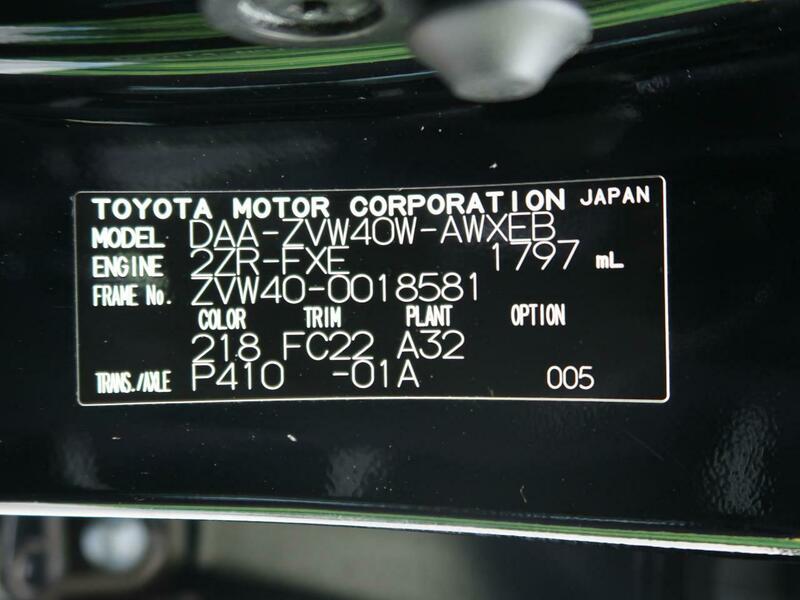 TOYOTA MOTOR CORPORATION JAPAN
MODEL DAA-ZVW40W-AWXEB
ENGINE 2ZR-FXE 1797 mL
FRAME No. ZVW40-0018581
COLOR TRIM PLANT OPTION
218 FC22 A32
TRANS./AXLE P410 -01A 005